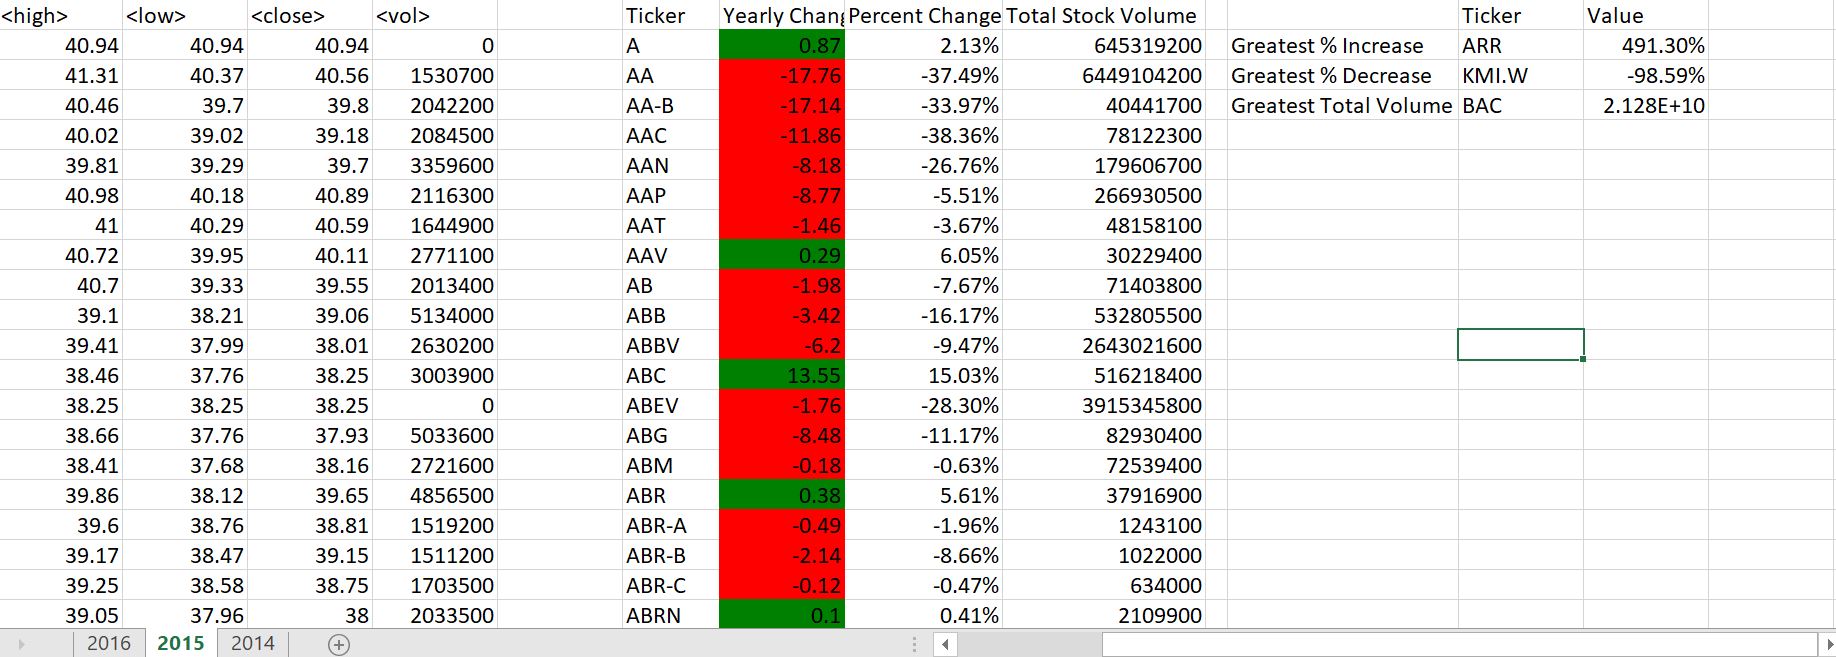 <high> <low> <close> <vol> Ticker Yearly Chang Percent Change Total Stock Volume Ticker Value
40.94 40.94 40.94 0 A 0.87 2.13% 645319200 Greatest % Increase ARR 491.30%
41.31 40.37 40.56 1530700 AA -17.76 -37.49% 6449104200 Greatest % Decrease KMI.W -98.59%
40.46 39.7 39.8 2042200 AA-B -17.14 -33.97% 40441700 Greatest Total Volume BAC 2.128E+10
40.02 39.02 39.18 2084500 AAC -11.86 -38.36% 78122300
39.81 39.29 39.7 3359600 AAN -8.18 -26.76% 179606700
40.98 40.18 40.89 2116300 AAP -8.77 -5.51% 266930500
41 40.29 40.59 1644900 AAT -1.46 -3.67% 48158100
40.72 39.95 40.11 2771100 AAV 0.29 6.05% 30229400
40.7 39.33 39.55 2013400 AB -1.98 -7.67% 71403800
39.1 38.21 39.06 5134000 ABB -3.42 -16.17% 532805500
39.41 37.99 38.01 2630200 ABBV -6.2 -9.47% 2643021600
38.46 37.76 38.25 3003900 ABC 13.55 15.03% 516218400
38.25 38.25 38.25 0 ABEV -1.76 -28.30% 3915345800
38.66 37.76 37.93 5033600 ABG -8.48 -11.17% 82930400
38.41 37.68 38.16 2721600 ABM -0.18 -0.63% 72539400
39.86 38.12 39.65 4856500 ABR 0.38 5.61% 37916900
39.6 38.76 38.81 1519200 ABR-A -0.49 -1.96% 1243100
39.17 38.47 39.15 1511200 ABR-B -2.14 -8.66% 1022000
39.25 38.58 38.75 1703500 ABR-C -0.12 -0.47% 634000
39.05 37.96 38 2033500 ABRN 0.1 0.41% 2109900
2016 2015 2014